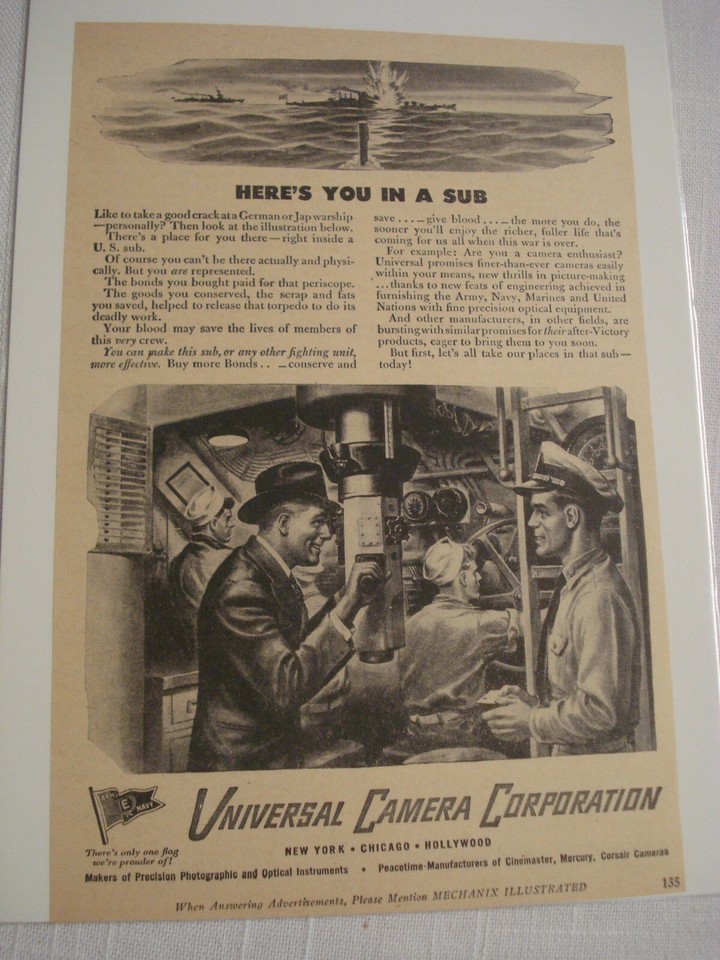 HERE'S YOU IN A SUB
Like to take a good crack at a German or Jap warship
—personally? Then look at the illustration below.
There's a place for you there—right inside a
U. S. sub.
Of course you can't be there actually and physi-
cally. But you are represented.
The bonds you bought paid for that periscope.
The goods you conserved, the scrap and fats
you saved, helped to release that torpedo to do its
deadly work.
Your blood may save the lives of members of
this very crew.
You can make this sub, or any other fighting unit,
more effective. Buy more Bonds . . — conserve and
save . . . . — give blood . . . . — the more you do, the
sooner you'll enjoy the richer, fuller life that's
coming for us all when this war is over.
For example: Are you a camera enthusiast?
Universal promises finer-than-ever cameras easily
within your means, new thrills in picture-making
. . . thanks to new feats of engineering achieved in
furnishing the Army, Navy, Marines and United
Nations with fine precision optical equipment.
And other manufacturers, in other fields, are
bursting with similar promises for their after-Victory
products, eager to bring them to you soon.
But first, let's all take our places in that sub—
today!
ARMY E NAVY
There's only one flag
we're prouder of!
UNIVERSAL CAMERA CORPORATION
NEW YORK • CHICAGO • HOLLYWOOD
Makers of Precision Photographic and Optical Instruments • Peacetime Manufacturers of Cinemaster, Mercury, Corsair Cameras
When Answering Advertisements, Please Mention MECHANIX ILLUSTRATED
135